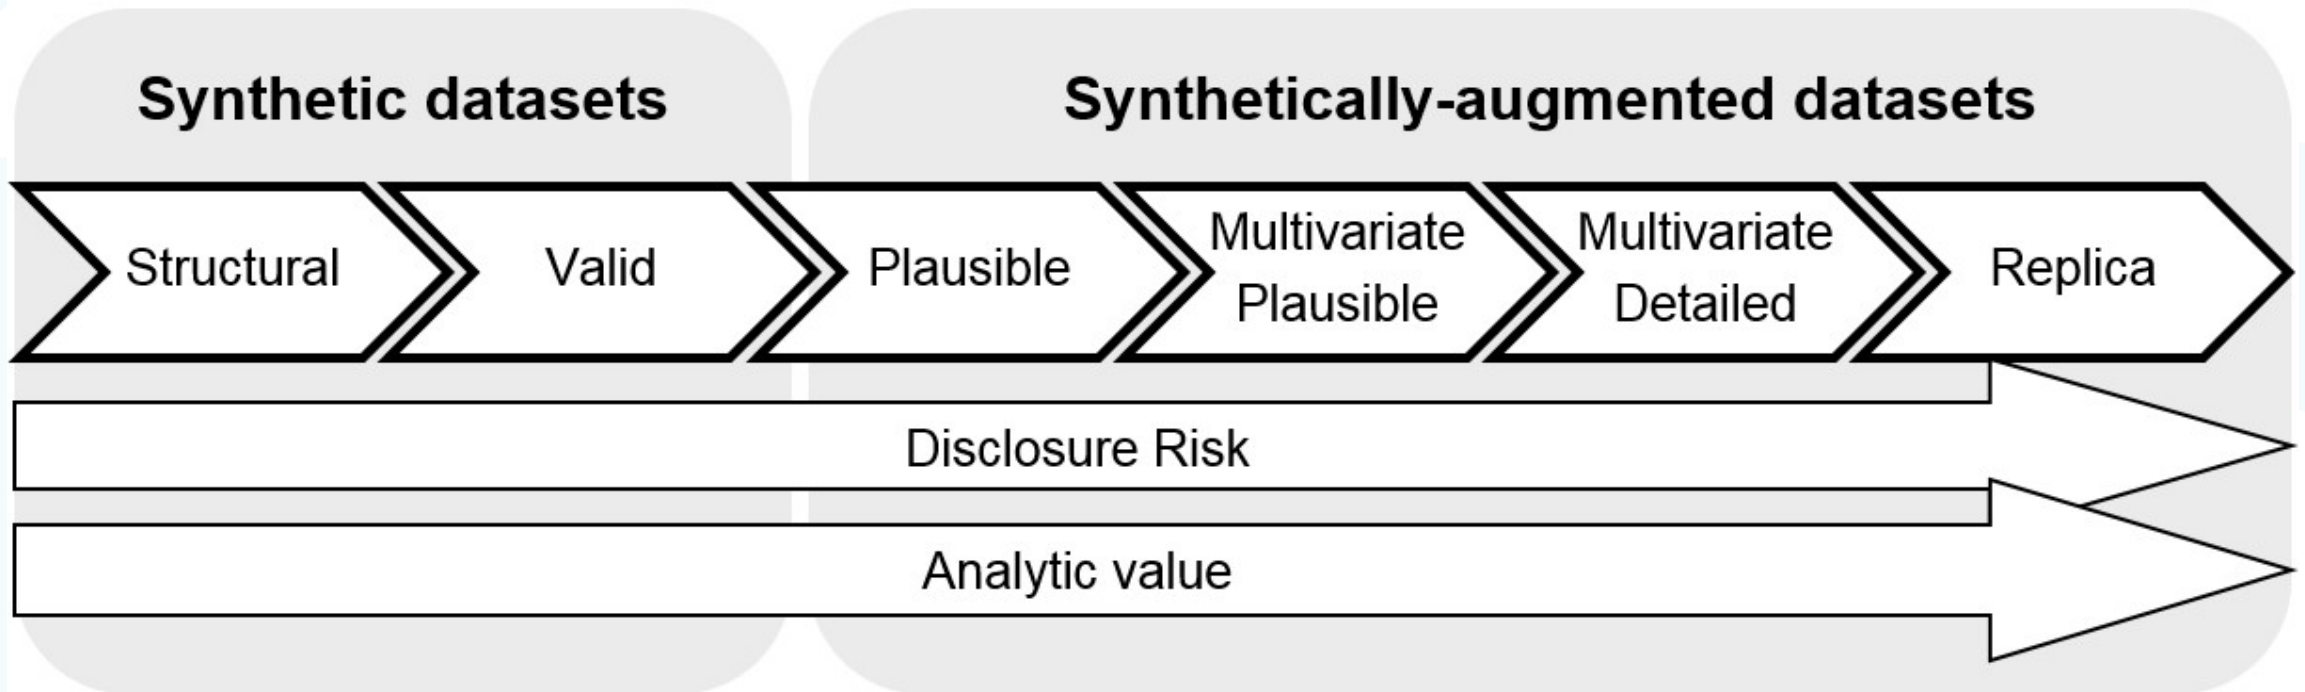 Synthetic datasets
Synthetically-augmented datasets
Structural
Valid
Plausible
Multivariate
Plausible
Multivariate
Detailed
Replica
Disclosure Risk
Analytic value